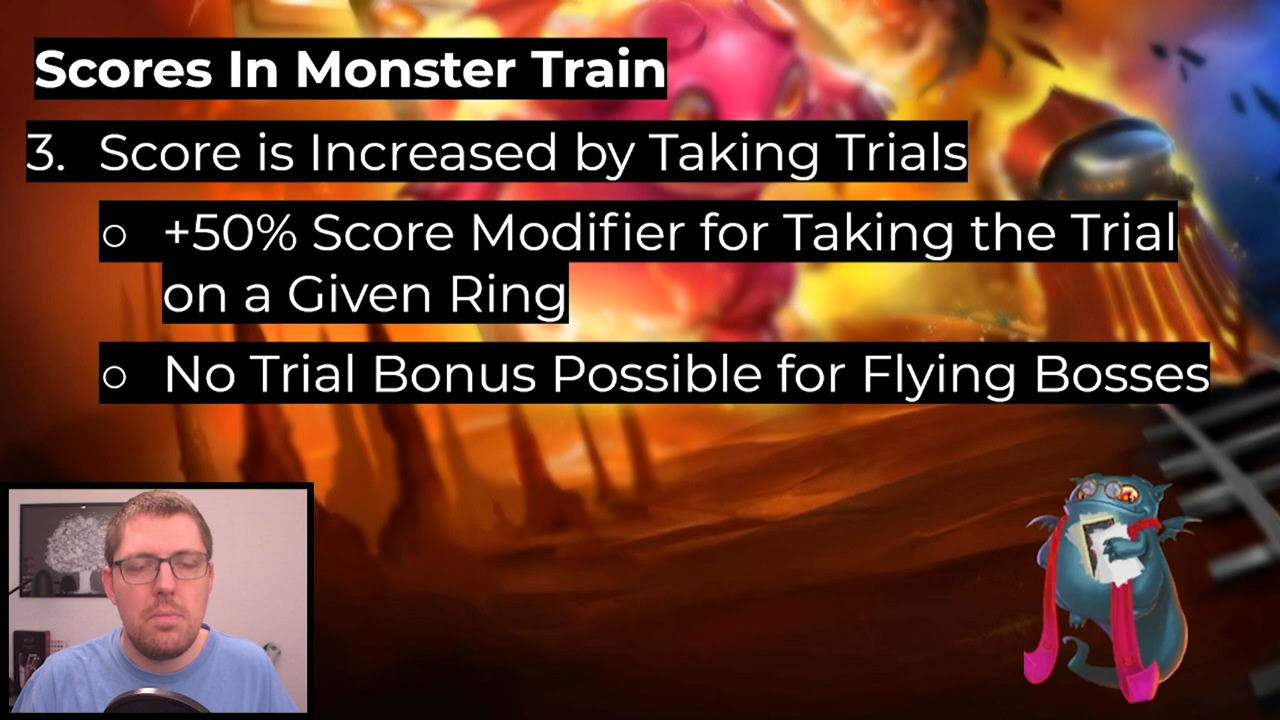 Scores In Monster Train
3. Score is Increased by Taking Trials
○ +50% Score Modifier for Taking the Trial
on a Given Ring
○ No Trial Bonus Possible for Flying Bosses